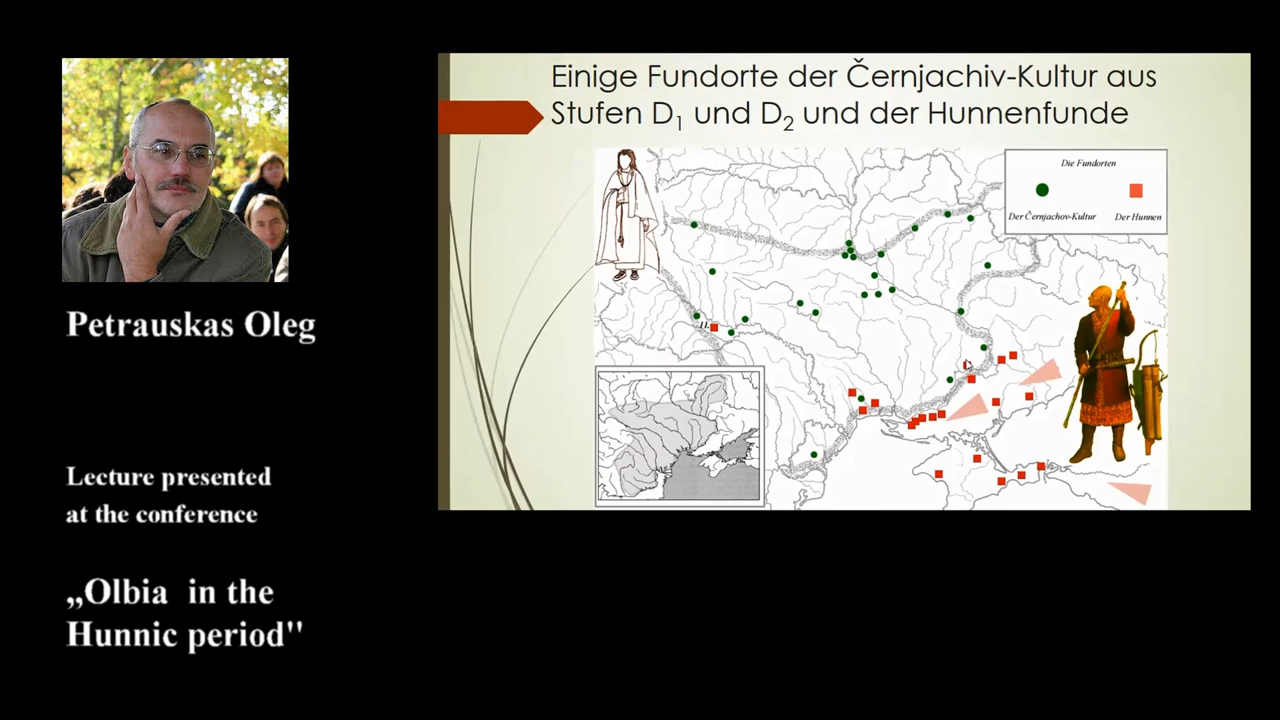 Petrauskas Oleg
Lecture presented
at the conference
„Olbia in the
Hunnic period"
Einige Fundorte der Černjachiv-Kultur aus
Stufen D₁ und D₂ und der Hunnenfunde
Die Fundorten
Der Černjachov-Kultur
Der Hunnen
II.